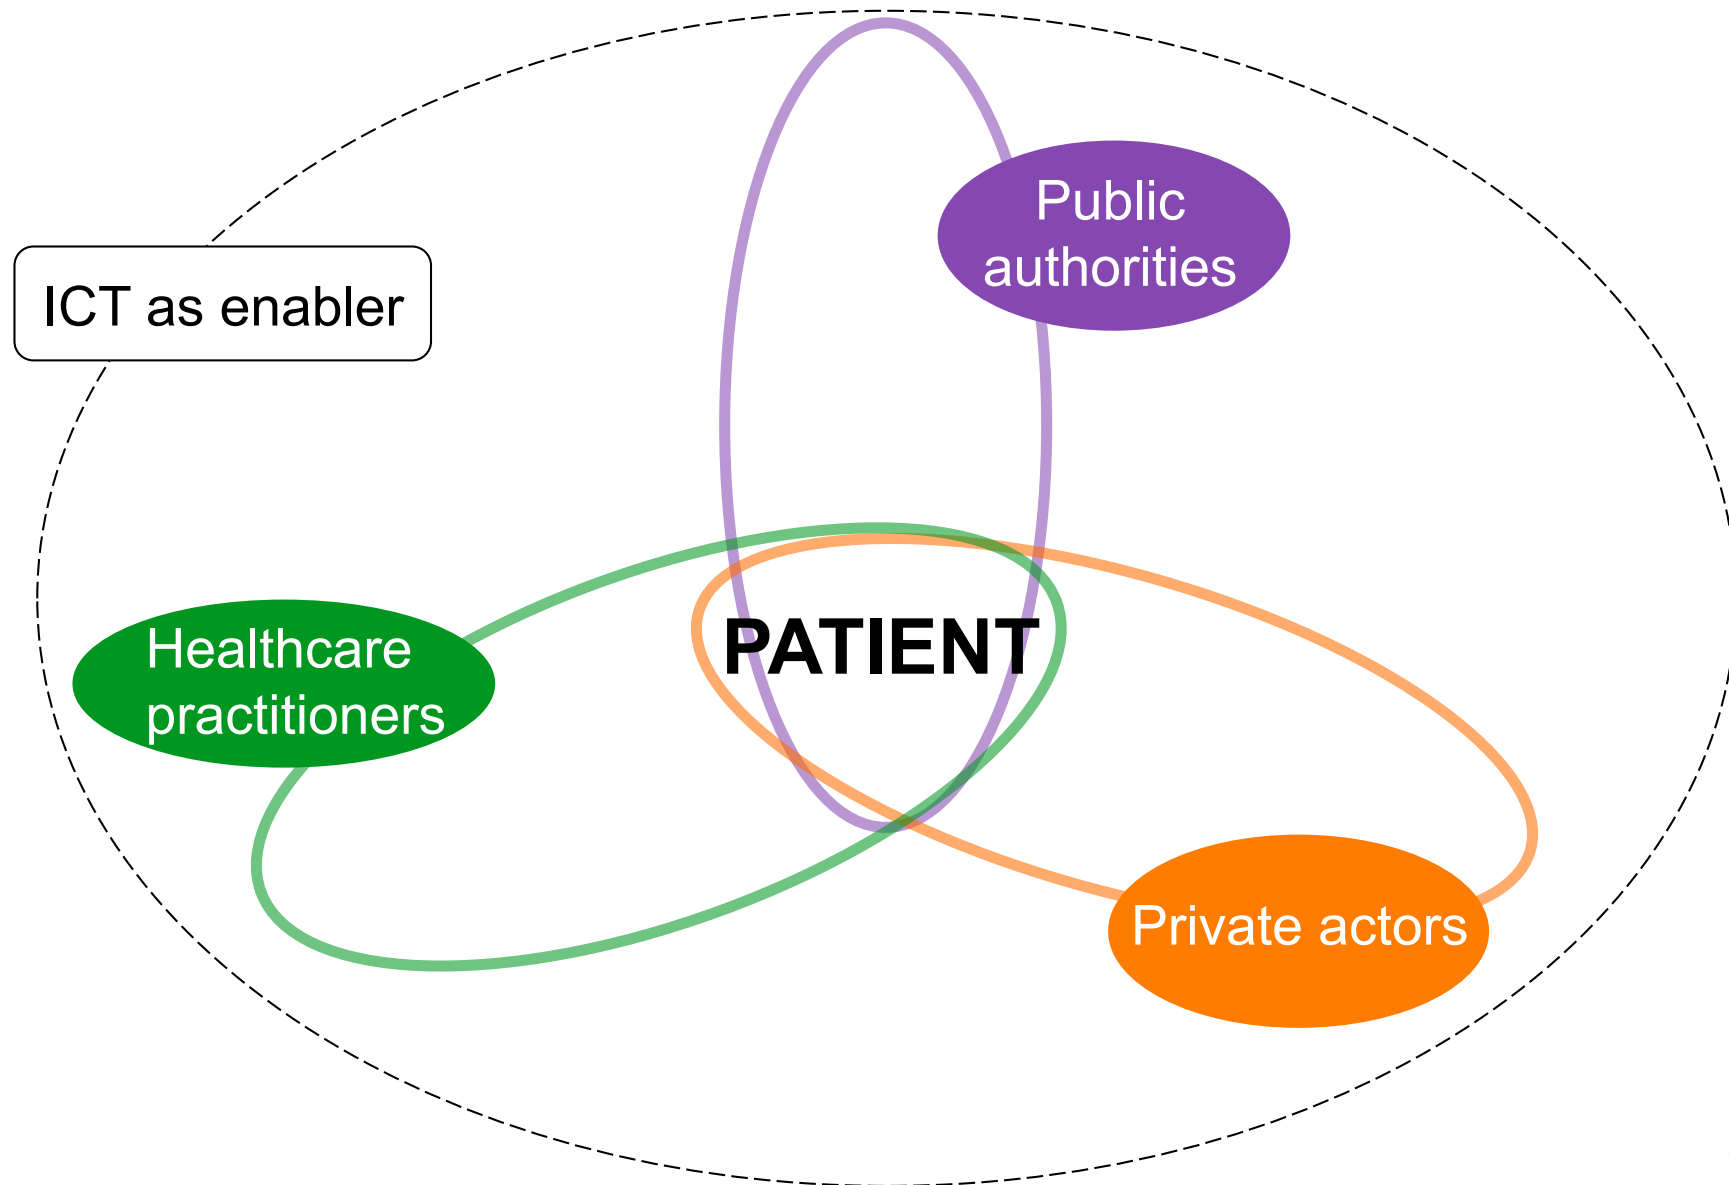 Public
authorities
ICT as enabler
Healthcare
practitioners
PATIENT
Private actors